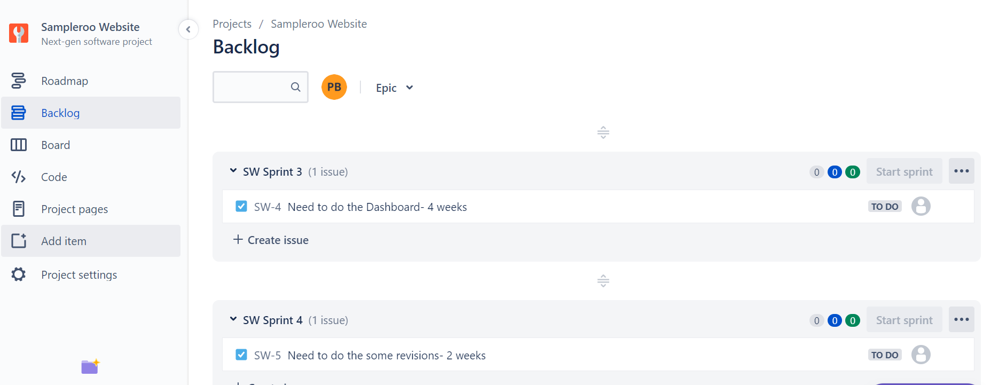 Sampleroo Website
Next-gen software project
Roadmap
Backlog
Board
Code
Project pages
Add item
Project settings
Projects / Sampleroo Website
Backlog
PB
Epic
SW Sprint 3 (1 issue)
0 0 0 Start sprint
SW-4 Need to do the Dashboard- 4 weeks
TO DO
+ Create issue
SW Sprint 4 (1 issue)
0 0 0 Start sprint
SW-5 Need to do the some revisions- 2 weeks
TO DO